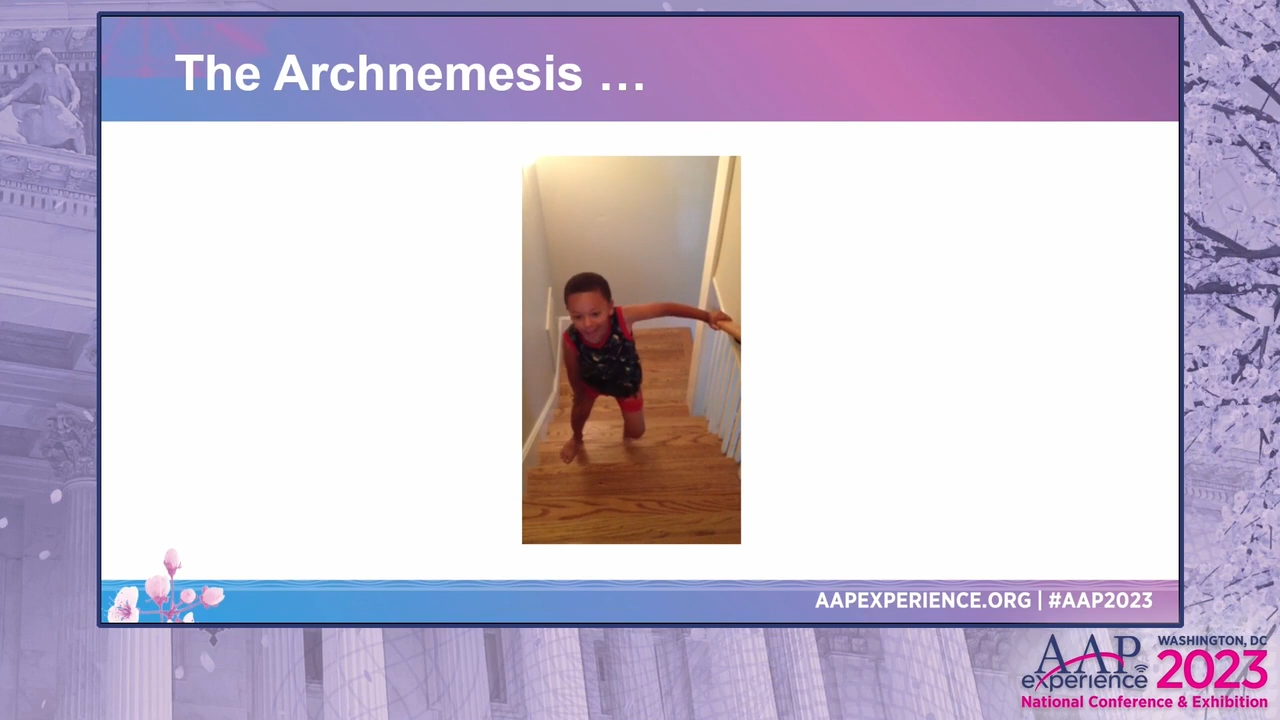 The Archnemesis ...
AAPEXPERIENCE.ORG | #AAP2023
AAP
experience
WASHINGTON, DC
2023
National Conference & Exhibition